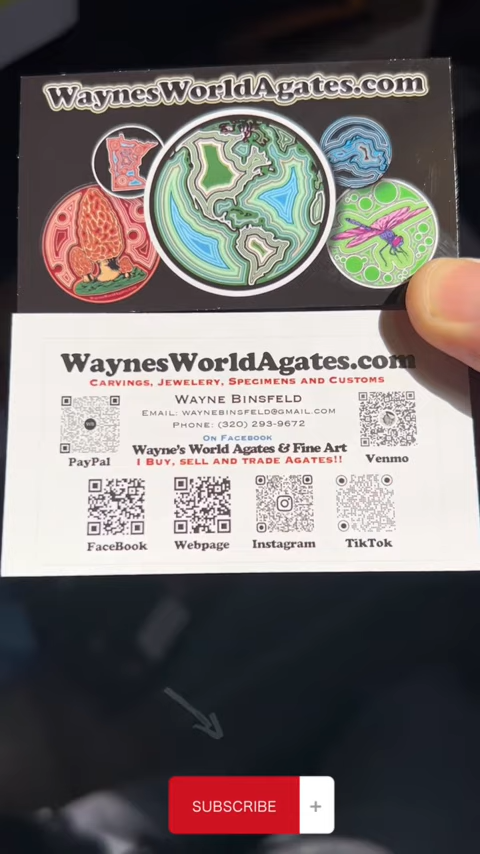 WaynesWorldAgates.com
WaynesWorldAgates.com
Carvings, Jewelery, Specimens and Customs
Wayne Binsfeld
Email: waynebinsfeld@gmail.com
Phone: (320) 293-9672
On Facebook
Wayne's World Agates & Fine Art
I Buy, sell and trade Agates!!
PayPal
Venmo
FaceBook
Webpage
Instagram
TikTok
SUBSCRIBE +